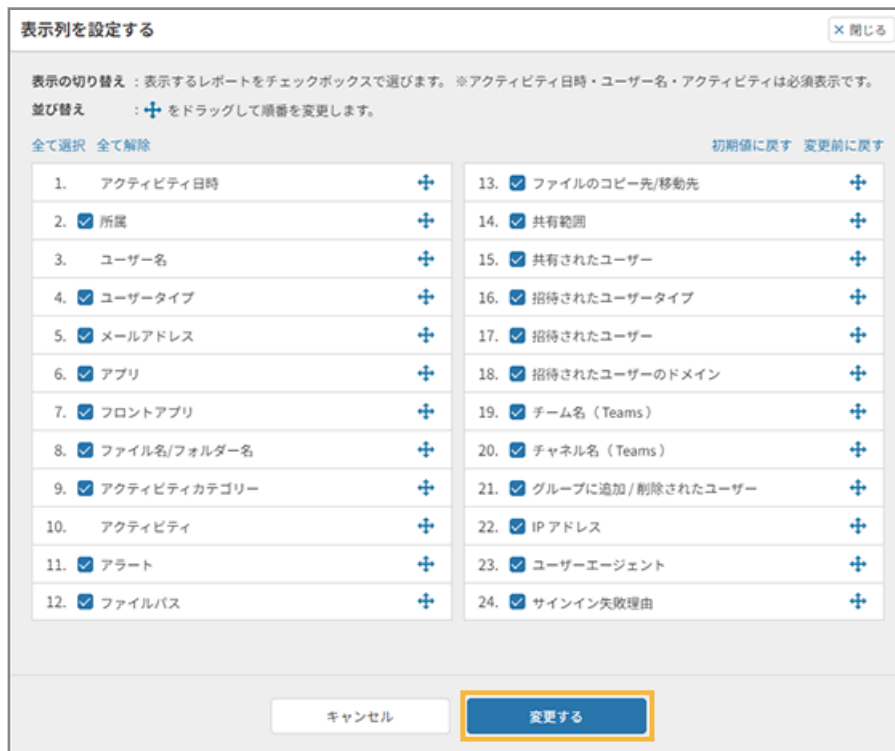 表示列を設定する
× 閉じる
表示の切り替え ：表示するレポートをチェックボックスで選びます。 ※アクティビティ日時・ユーザー名・アクティビティは必須表示です。
並び替え ： をドラッグして順番を変更します。
全て選択 全て解除
初期値に戻す 変更前に戻す
1. アクティビティ日時
2. 所属
3. ユーザー名
4. ユーザータイプ
5. メールアドレス
6. アプリ
7. フロントアプリ
8. ファイル名/フォルダー名
9. アクティビティカテゴリー
10. アクティビティ
11. アラート
12. ファイルパス
13. ファイルのコピー先/移動先
14. 共有範囲
15. 共有されたユーザー
16. 招待されたユーザータイプ
17. 招待されたユーザー
18. 招待されたユーザーのドメイン
19. チーム名（Teams）
20. チャネル名（Teams）
21. グループに追加 / 削除されたユーザー
22. IP アドレス
23. ユーザーエージェント
24. サインイン失敗理由
キャンセル
変更する